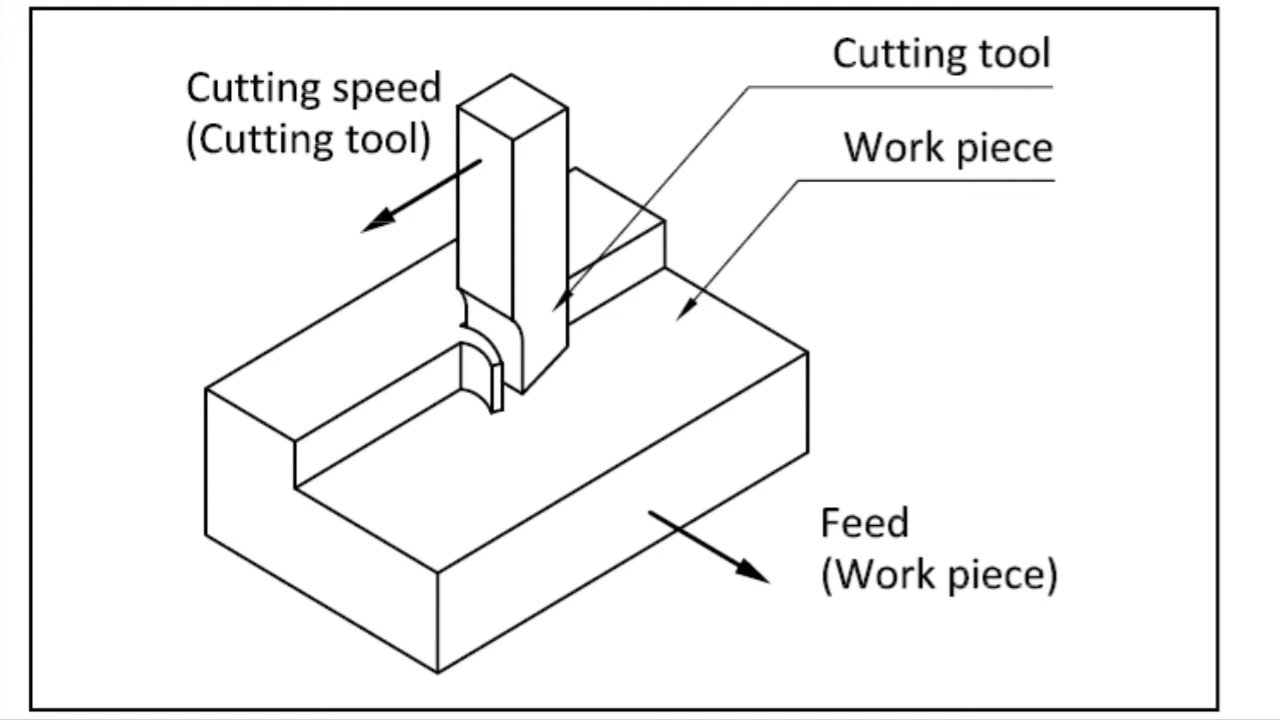 Cutting speed
(Cutting tool)
Cutting tool
Work piece
Feed
(Work piece)